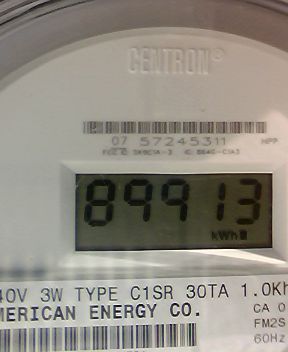 CENTRON®
07 57245311 HPP
89913
kWh
40V 3W TYPE C1SR 30TA 1.0Kh
MERICAN ENERGY CO. CA 0
FM2S
60Hz